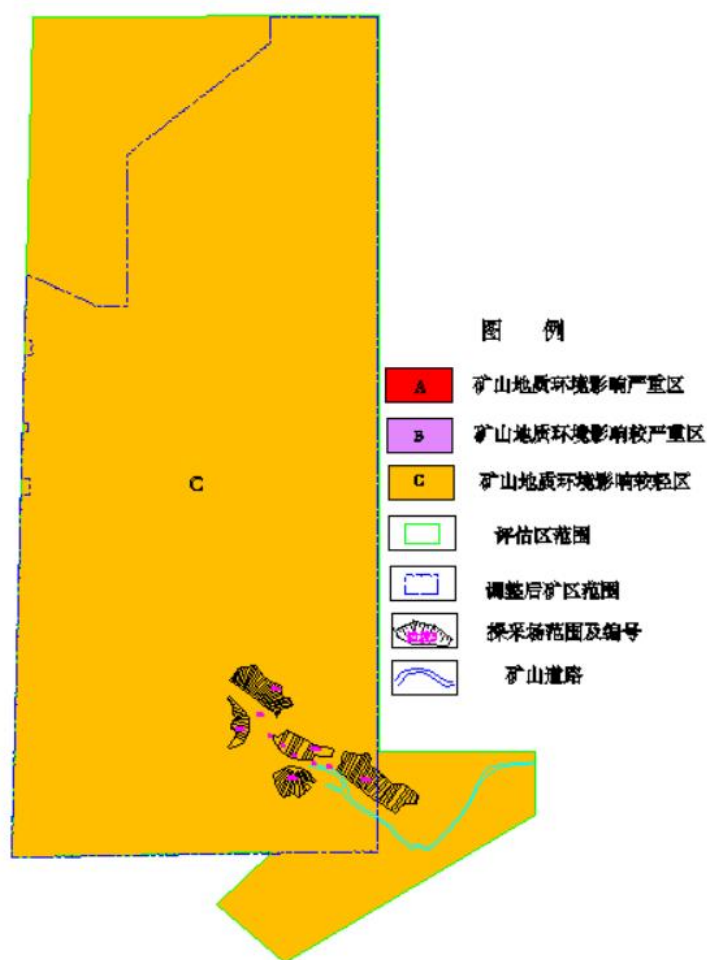 图 例
A 矿山地质环境影响严重区
B 矿山地质环境影响较严重区
C 矿山地质环境影响较轻区
C
评估区范围
调整后矿区范围
探采场范围及编号
矿山道路